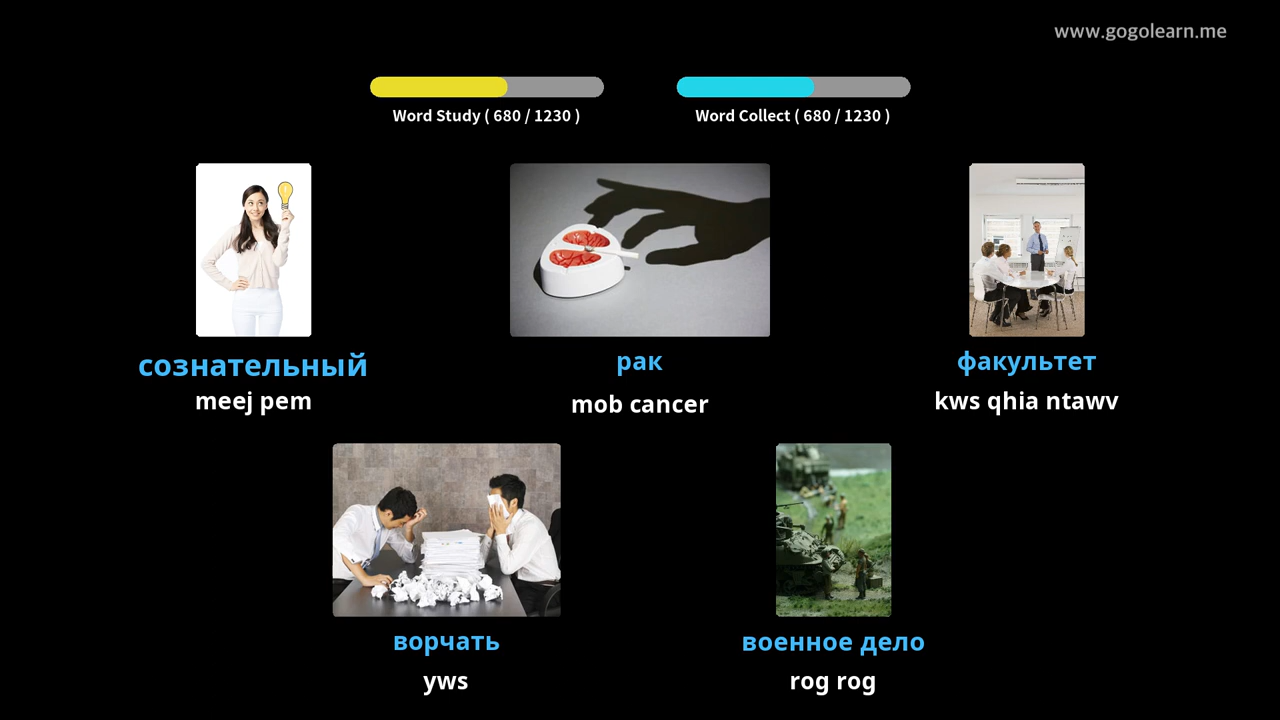 www.gogolearn.me
Word Study ( 680 / 1230 )
Word Collect ( 680 / 1230 )
сознательный
meej pem
рак
mob cancer
факультет
kws qhia ntawv
ворчать
yws
военное дело
rog rog